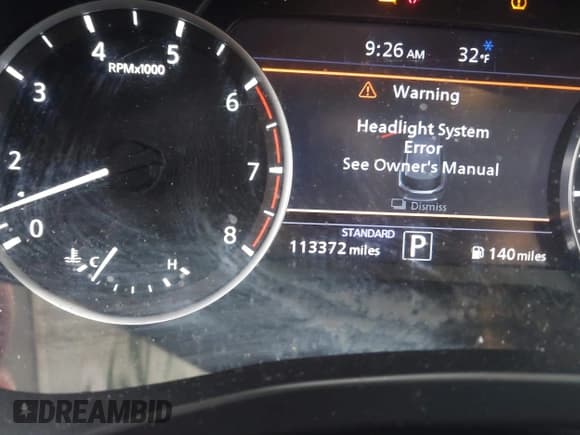 9:26 AM 32°F
4 5
RPMx1000
3 6
Warning
Headlight System
Error
See Owner's Manual
2 7
Dismiss
0 8
STANDARD
113372 miles P 140 miles
C H
DREAMBID